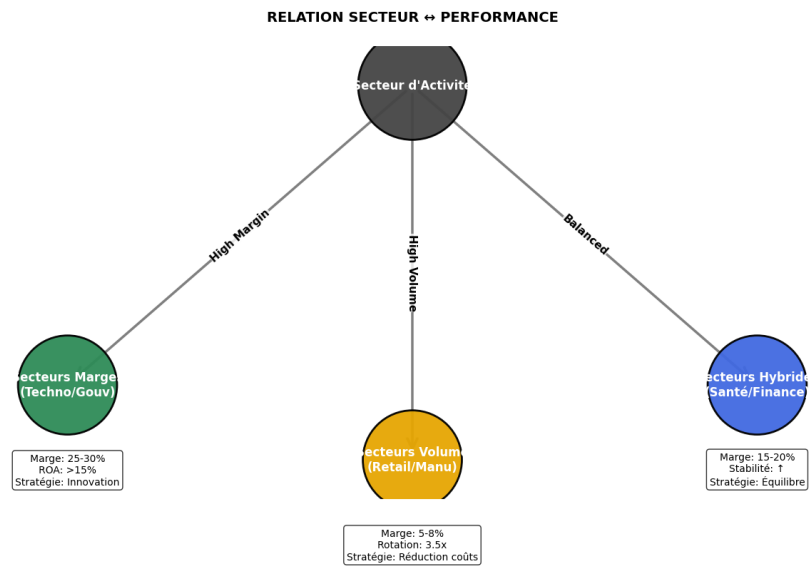 RELATION SECTEUR ↔ PERFORMANCE
Secteur d'Activité
High Margin
High Volume
Balanced
Secteurs Marges
(Techno/Gouv)
Secteurs Volume
(Retail/Manu)
Secteurs Hybrides
(Santé/Finance)
Marge: 25-30%
ROA: >15%
Stratégie: Innovation
Marge: 5-8%
Rotation: 3.5x
Stratégie: Réduction coûts
Marge: 15-20%
Stabilité: ↑
Stratégie: Équilibre